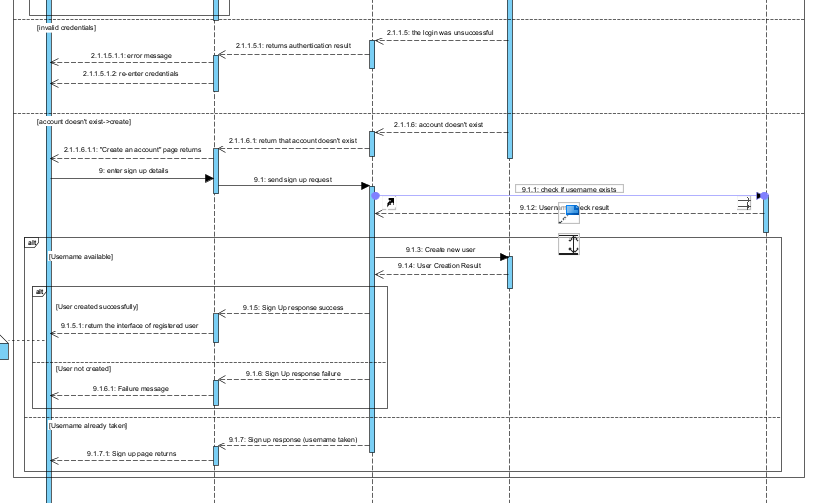 [invalid credentials]
2.1.1.5: the login was unsuccessful
2.1.1.5.1: returns authentication result
2.1.1.5.1.1: error message
2.1.1.5.1.2: re-enter credentials
[account doesn't exist->create]
2.1.1.6: account doesn't exist
2.1.1.6.1: return that account doesn't exist
2.1.1.6.1.1: "Create an account" page returns
9: enter sign up details
9.1: send sign up request
9.1.1: check if username exists
9.1.2: check result
alt
[Username available]
9.1.3: Create new user
9.1.4: User Creation Result
alt
[User created successfully]
9.1.5: Sign Up response success
9.1.5.1: return the interface of registered user
[User not created]
9.1.6: Sign Up response failure
9.1.6.1: Failure message
[Username already taken]
9.1.7: Sign up response (username taken)
9.1.7.1: Sign up page returns